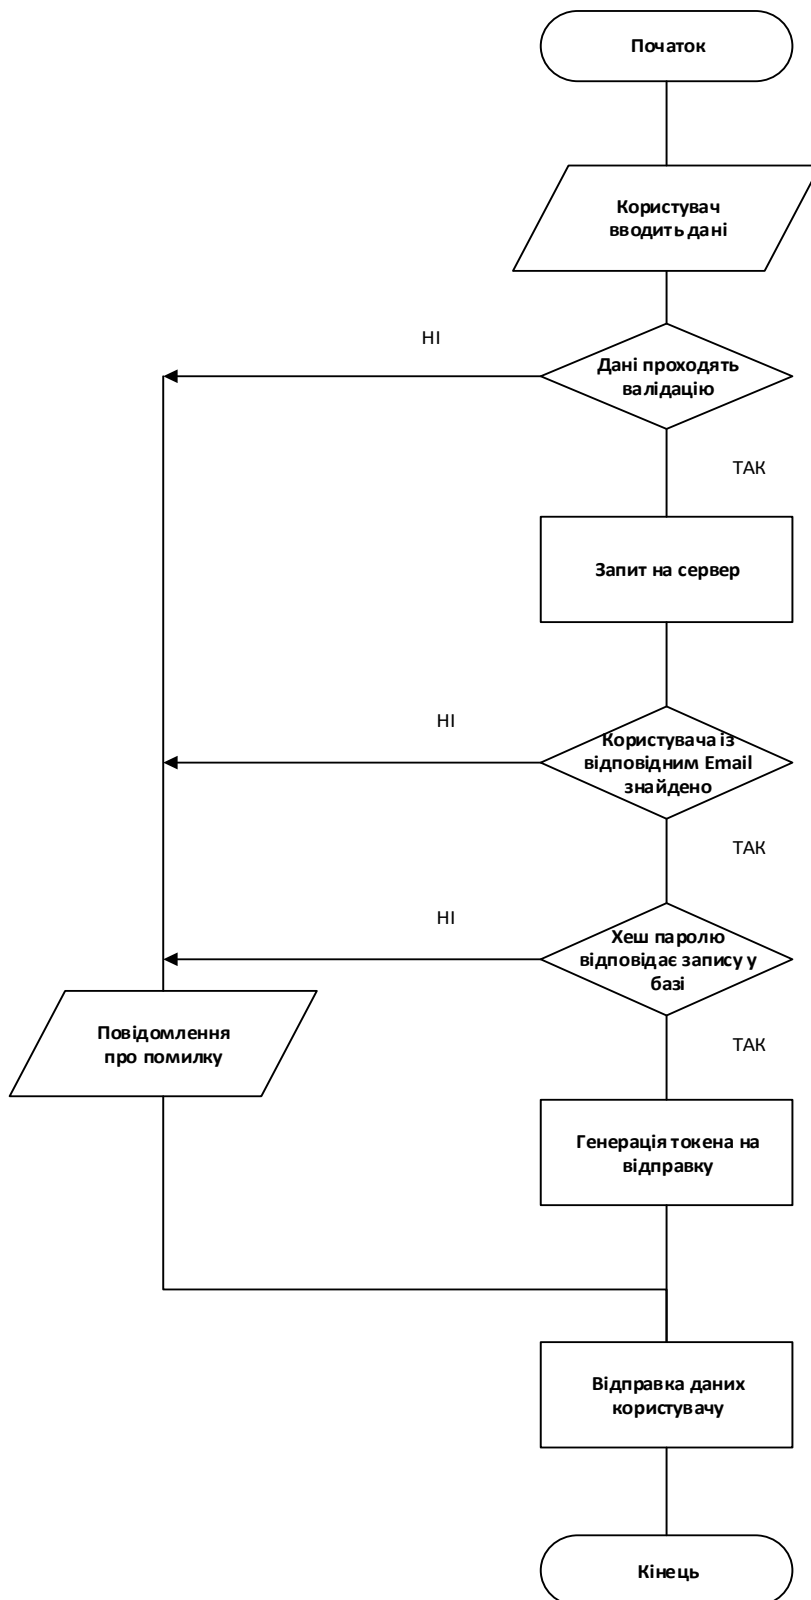 Початок
Користувач
вводить дані
НІ
Дані проходять
валідацію
ТАК
Запит на сервер
НІ
Користувача із
відповідним Email
знайдено
ТАК
НІ
Хеш паролю
відповідає запису у
базі
Повідомлення
про помилку
ТАК
Генерація токена на
відправку
Відправка даних
користувачу
Кінець